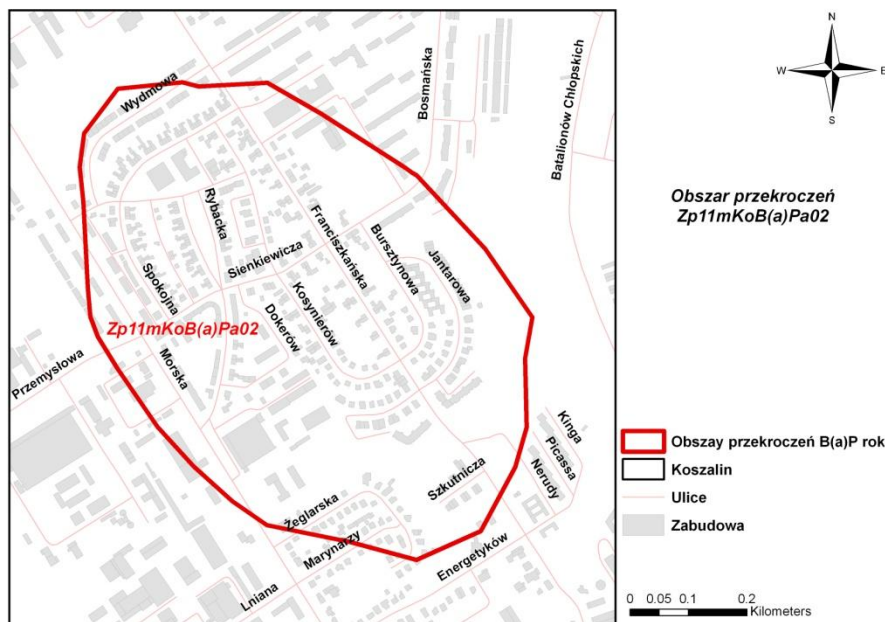 N
W E
S
Obszar przekroczeń
Zp11mKoB(a)Pa02
Wydmowa
Bosmańska
Batalionów Chłopskich
Rybacka
Franciszkańska
Bursztynowa
Jantarowa
Sienkiewicza
Spokojna
Kosynierów
Dokerów
Zp11mKoB(a)Pa02
Przemysłowa
Morska
Kinga
Picassa
Nerudy
Szkutnicza
Żeglarska
Marynarzy
Energetyków
Lniana
Obszay przekroczeń B(a)P rok
Koszalin
Ulice
Zabudowa
0 0.05 0.1 0.2
Kilometers